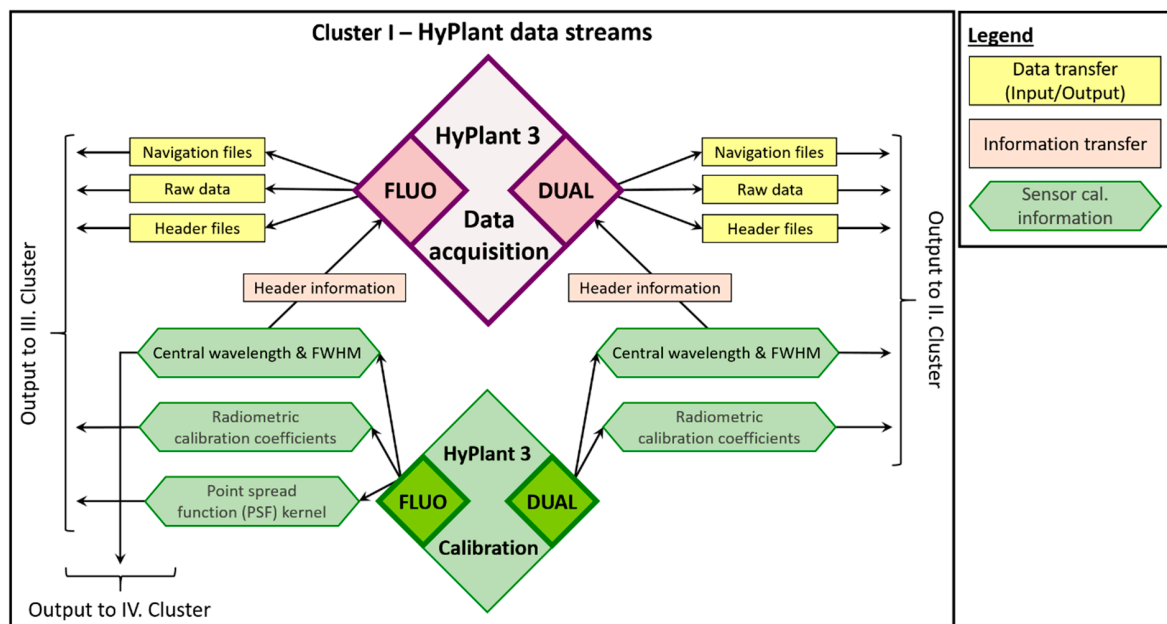 Cluster I – HyPlant data streams
Legend
Data transfer
(Input/Output)
Information transfer
Sensor cal.
information
HyPlant 3
FLUO
DUAL
Data
acquisition
Navigation files
Raw data
Header files
Navigation files
Raw data
Header files
Header information
Header information
Output to III. Cluster
Output to II. Cluster
Central wavelength & FWHM
Central wavelength & FWHM
Radiometric
calibration coefficients
Radiometric
calibration coefficients
Point spread
function (PSF) kernel
HyPlant 3
FLUO
DUAL
Calibration
Output to IV. Cluster